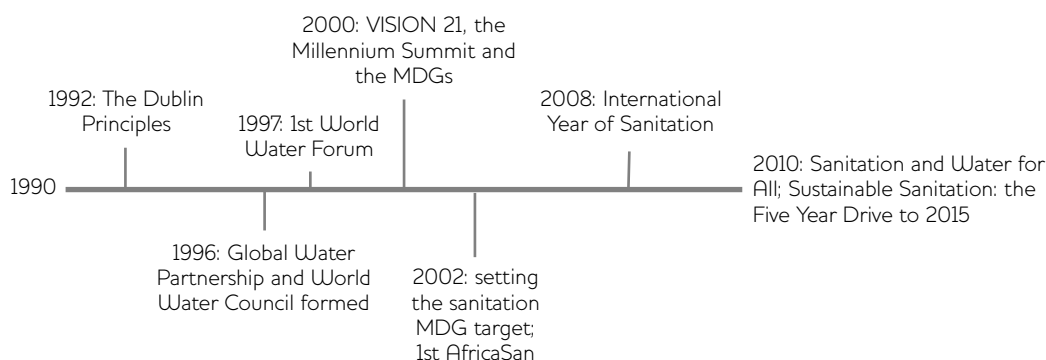 2000: VISION 21, the
Millennium Summit and
the MDGs
1992: The Dublin
Principles
1997: 1st World
Water Forum
2008: International
Year of Sanitation
1990
2010: Sanitation and Water for
All; Sustainable Sanitation: the
Five Year Drive to 2015
1996: Global Water
Partnership and World
Water Council formed
2002: setting
the sanitation
MDG target;
1st AfricaSan